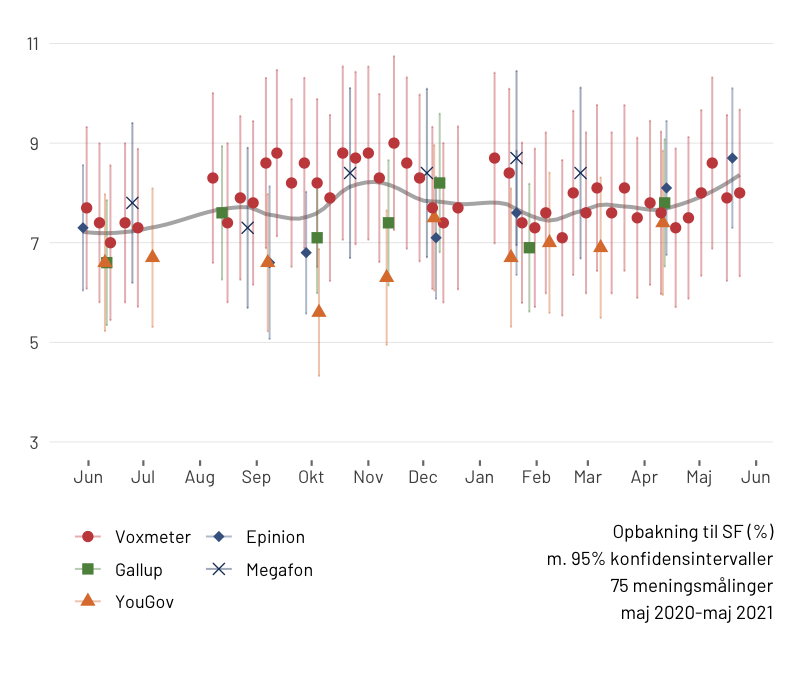 11
9
7
5
3
Jun Jul Aug Sep Okt Nov Dec Jan Feb Mar Apr Maj Jun
Voxmeter Epinion
Gallup Megafon
YouGov
Opbakning til SF (%)
m. 95% konfidensintervaller
75 meningsmålinger
maj 2020-maj 2021